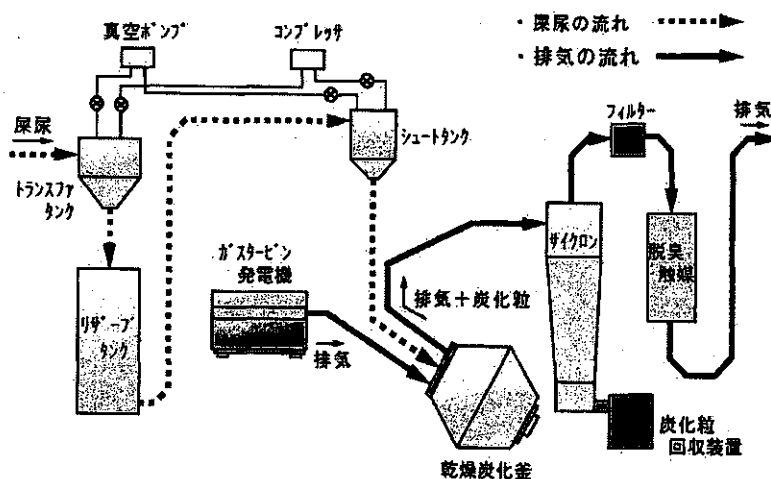 真空ポンプ
コンプレッサ
・屎尿の流れ
・排気の流れ
屎尿
トランスファ
タンク
シュートタンク
フィルター
排気
サイクロン
脱臭
触媒
ガスタービン
発電機
排気+炭化粒
リザーブ
タンク
排気
乾燥炭化釜
炭化粒
回収装置